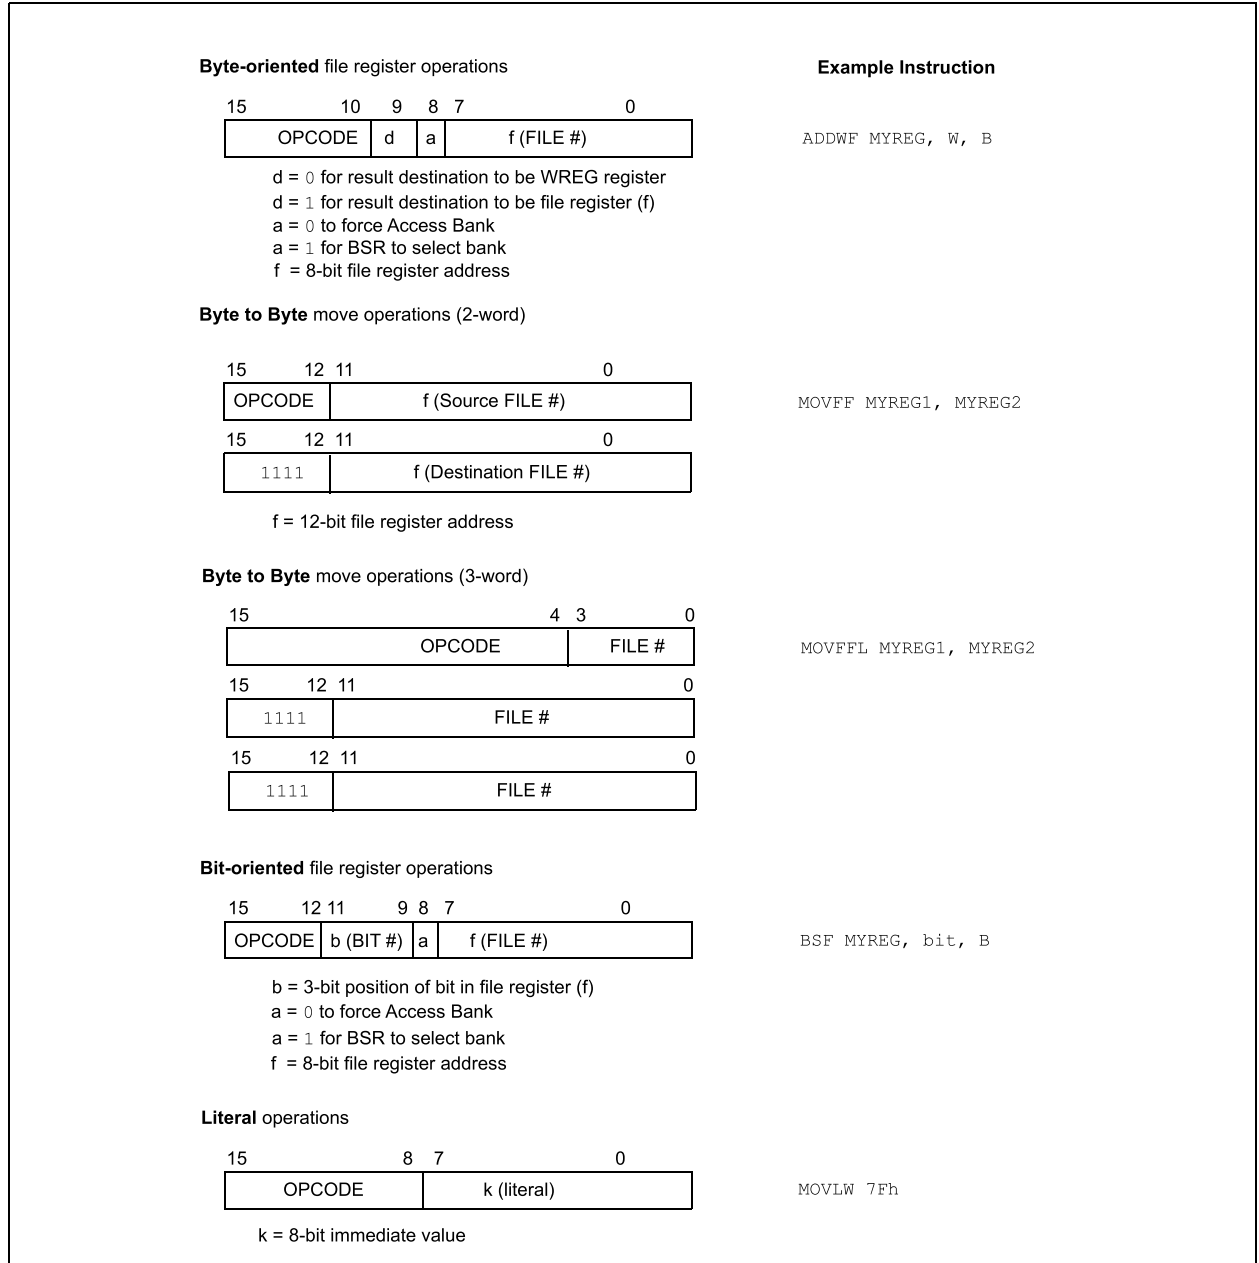 Byte-oriented file register operations Example Instruction
15 10 9 8 7 0
OPCODE d a f (FILE #) ADDWF MYREG, W, B
d = 0 for result destination to be WREG register
d = 1 for result destination to be file register (f)
a = 0 to force Access Bank
a = 1 for BSR to select bank
f = 8-bit file register address
Byte to Byte move operations (2-word)
15 12 11 0
OPCODE f (Source FILE #) MOVFF MYREG1, MYREG2
15 12 11 0
1111 f (Destination FILE #)
f = 12-bit file register address
Byte to Byte move operations (3-word)
15 4 3 0
OPCODE FILE # MOVFFL MYREG1, MYREG2
15 12 11 0
1111 FILE #
15 12 11 0
1111 FILE #
Bit-oriented file register operations
15 12 11 9 8 7 0
OPCODE b (BIT #) a f (FILE #) BSF MYREG, bit, B
b = 3-bit position of bit in file register (f)
a = 0 to force Access Bank
a = 1 for BSR to select bank
f = 8-bit file register address
Literal operations
15 8 7 0
OPCODE k (literal) MOVLW 7Fh
k = 8-bit immediate value